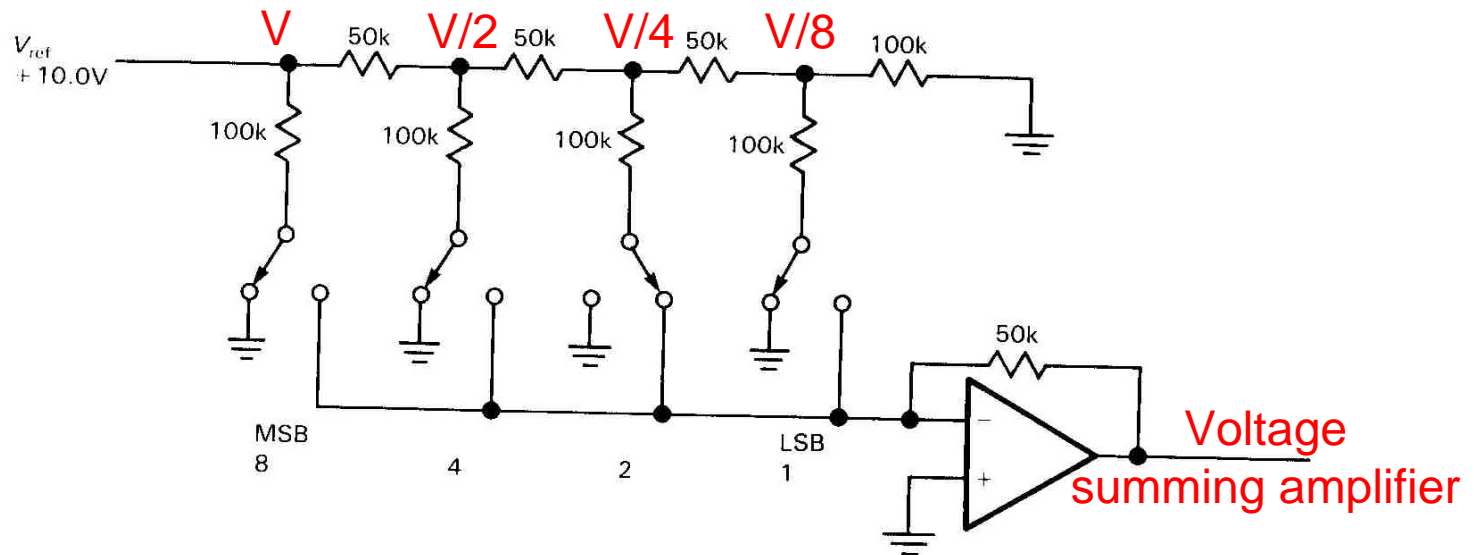 V
V/2
V/4
V/8
50k
50k
50k
100k
Vref
+10.0V
100k
100k
100k
100k
50k
MSB
8
4
2
LSB
1
−
+
Voltage
summing amplifier